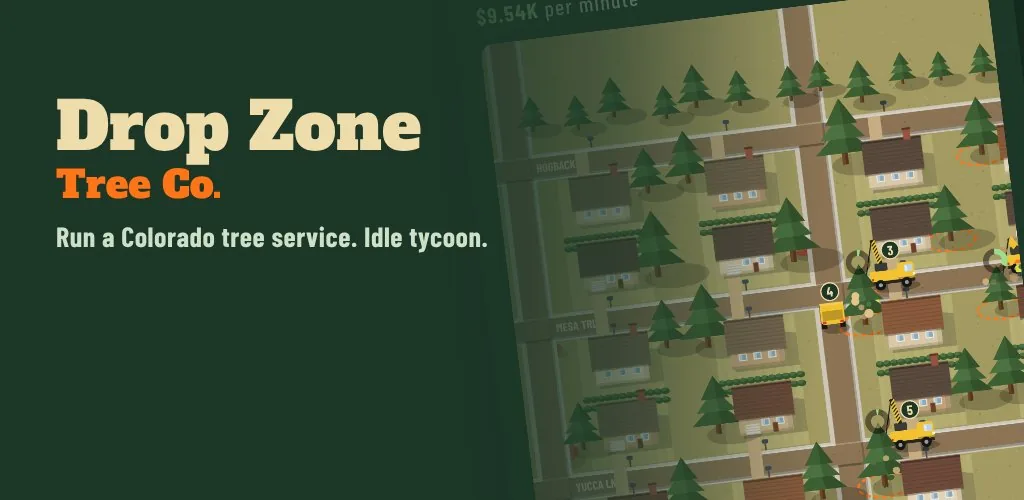 $9.54K per minute
Drop Zone
Tree Co.
Run a Colorado tree service. Idle tycoon.
HOGBACK
3
4
MESA TRL
5
YUCCA LN